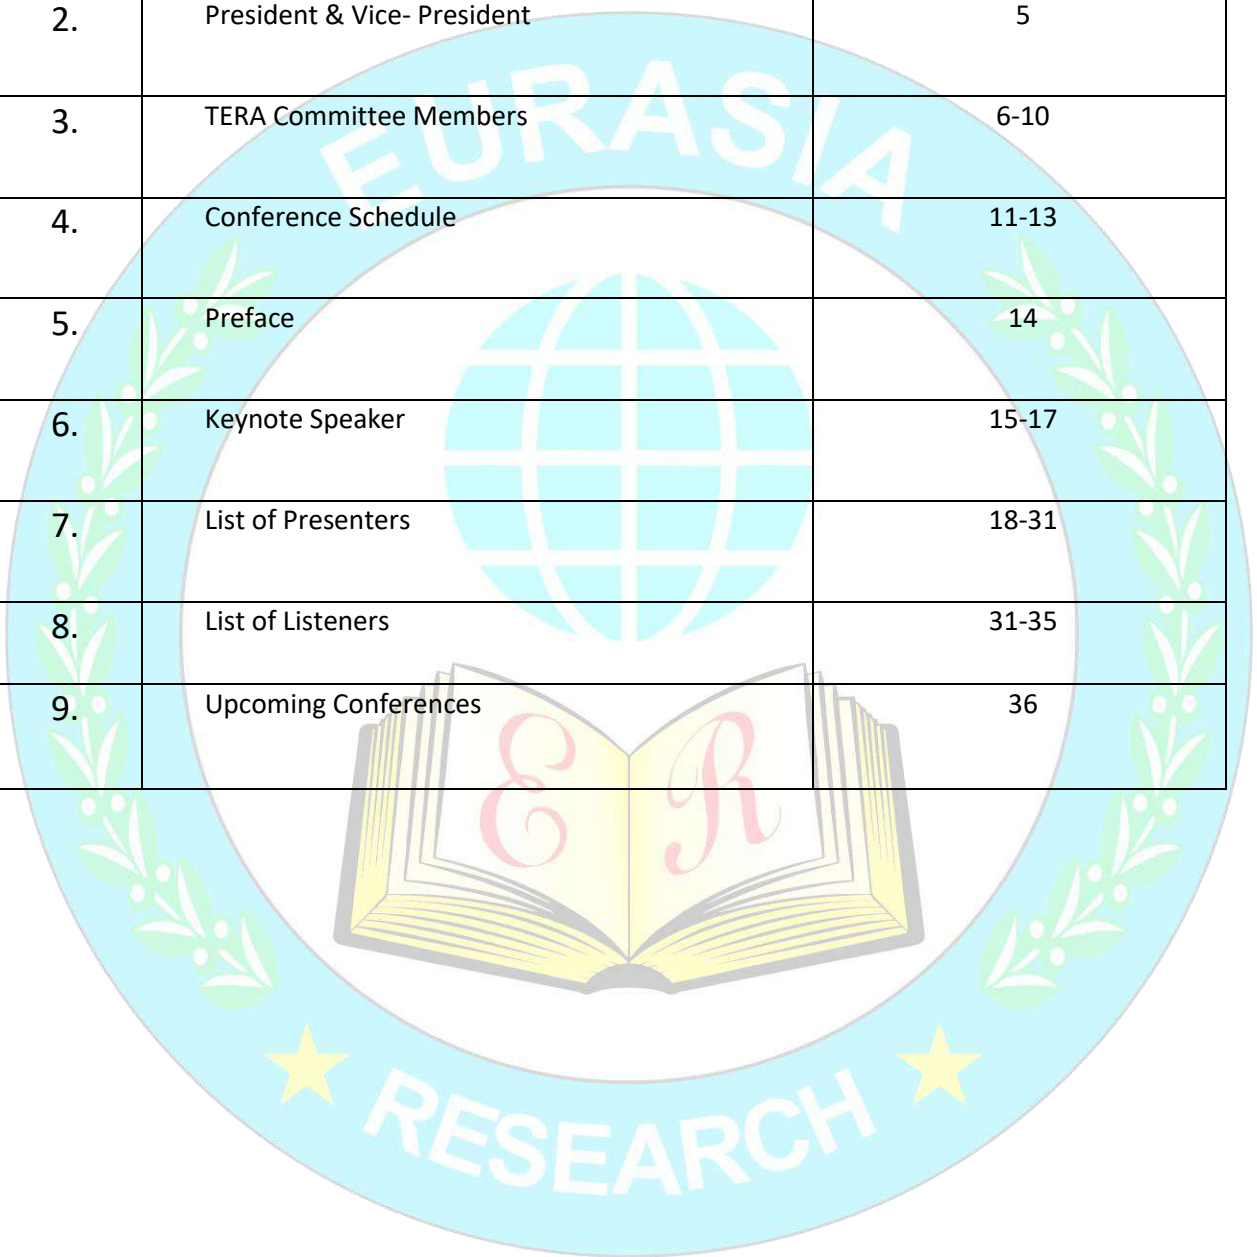 2. President & Vice- President 5
3. TERA Committee Members 6-10
4. Conference Schedule 11-13
5. Preface 14
6. Keynote Speaker 15-17
7. List of Presenters 18-31
8. List of Listeners 31-35
9. Upcoming Conferences 36
EURASIA
E R
RESEARCH